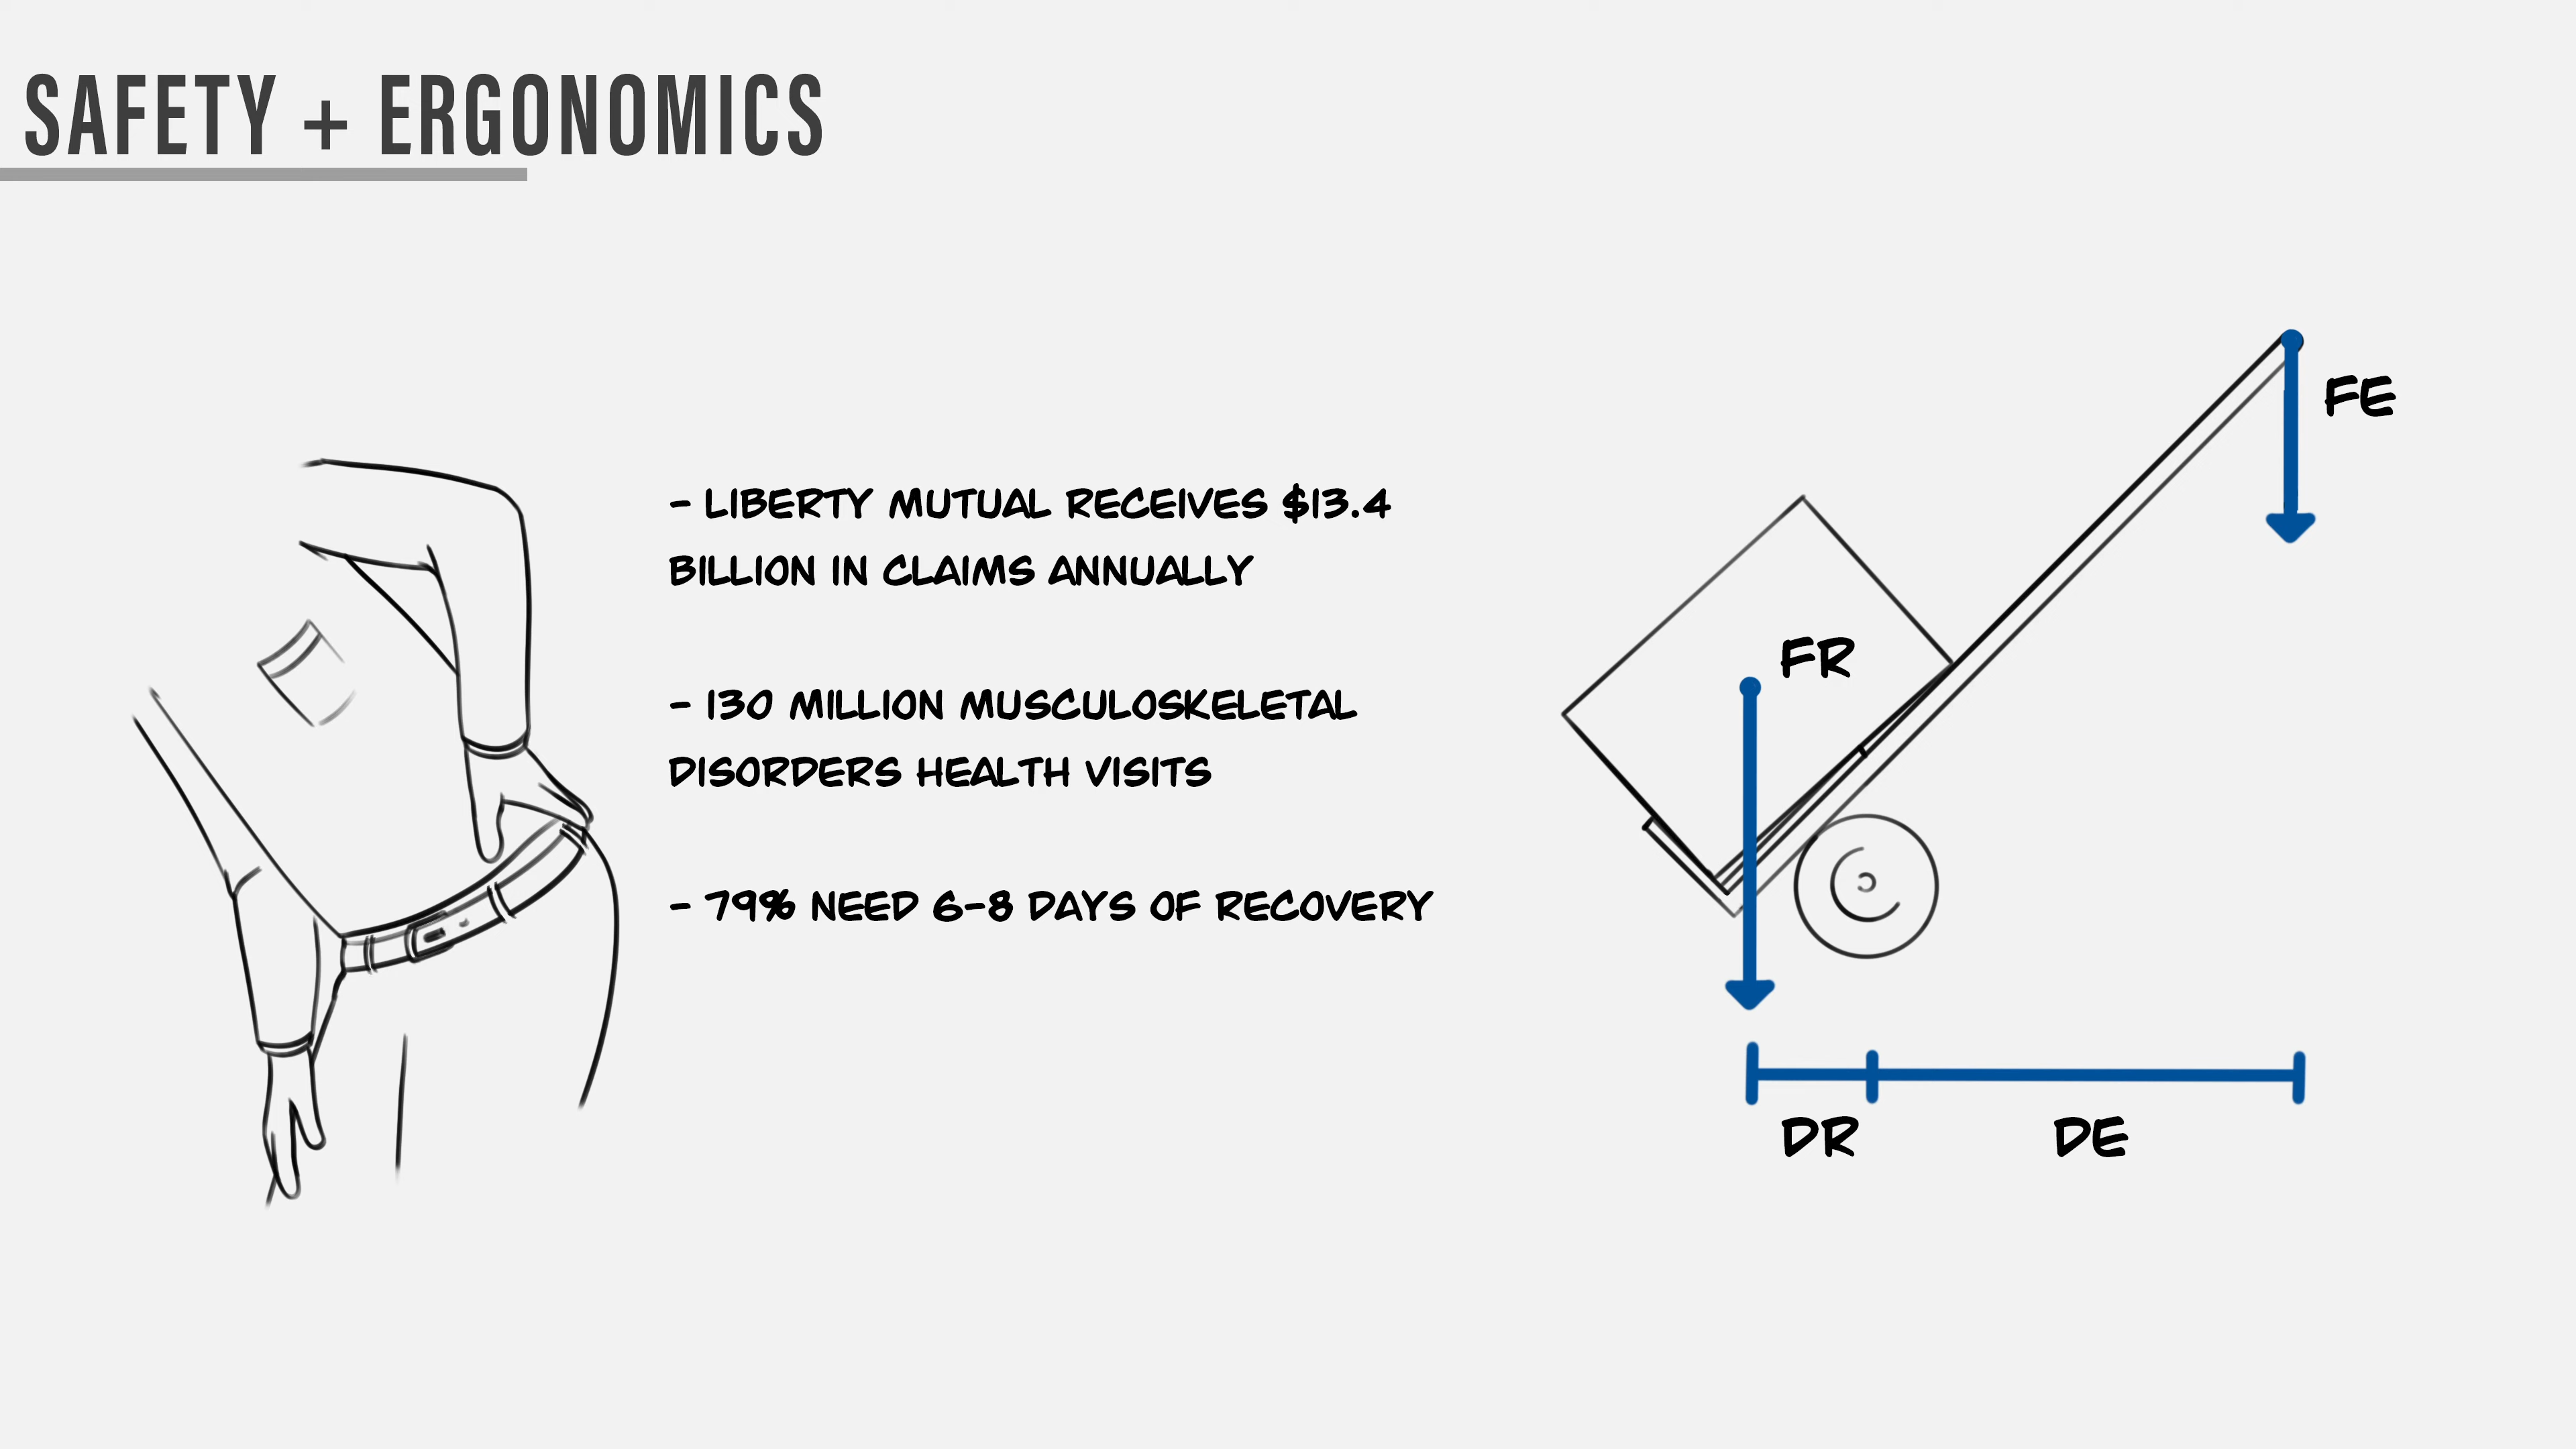 SAFETY + ERGONOMICS
- LIBERTY MUTUAL RECEIVES $13.4
BILLION IN CLAIMS ANNUALLY
- 130 MILLION MUSCULOSKELETAL
DISORDERS HEALTH VISITS
- 79% NEED 6-8 DAYS OF RECOVERY
FE
FR
DR
DE